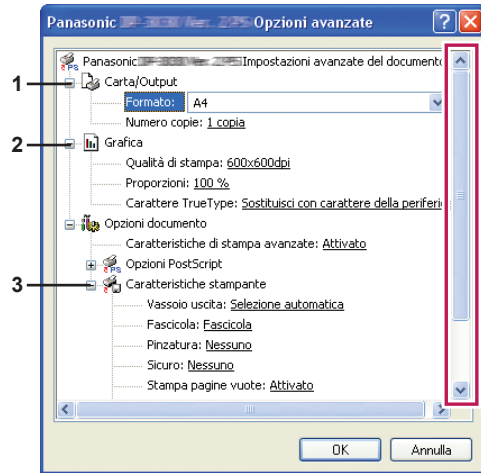 Panasonic Opzioni avanzate
Panasonic Impostazioni avanzate del documento
1 Carta/Output
Formato: A4
Numero copie: 1 copia
2 Grafica
Qualità di stampa: 600x600dpi
Proporzioni: 100 %
Carattere TrueType: Sostituisci con carattere della periferi
Opzioni documento
Caratteristiche di stampa avanzate: Attivato
Opzioni PostScript
3 Caratteristiche stampante
Vassoio uscita: Selezione automatica
Fascicola: Fascicola
Pinzatura: Nessuno
Sicuro: Nessuno
Stampa pagine vuote: Attivato
OK Annulla